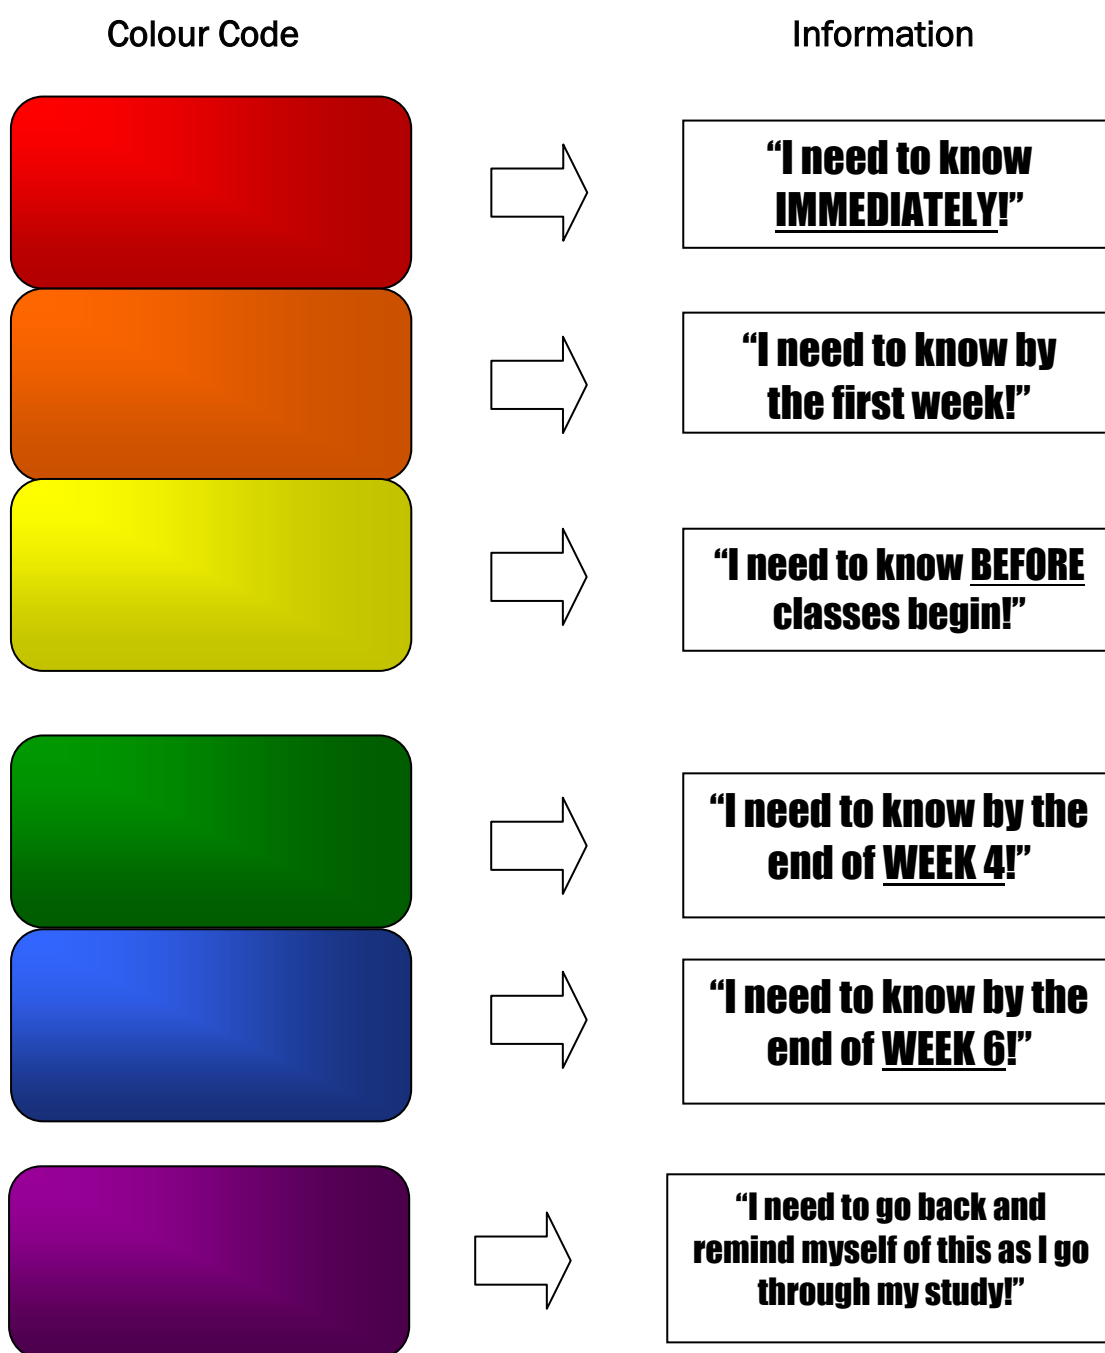 Colour Code
Information
“I need to know
IMMEDIATELY!”
“I need to know by
the first week!”
“I need to know BEFORE
classes begin!”
“I need to know by the
end of WEEK 4!”
“I need to know by the
end of WEEK 6!”
“I need to go back and
remind myself of this as I go
through my study!”